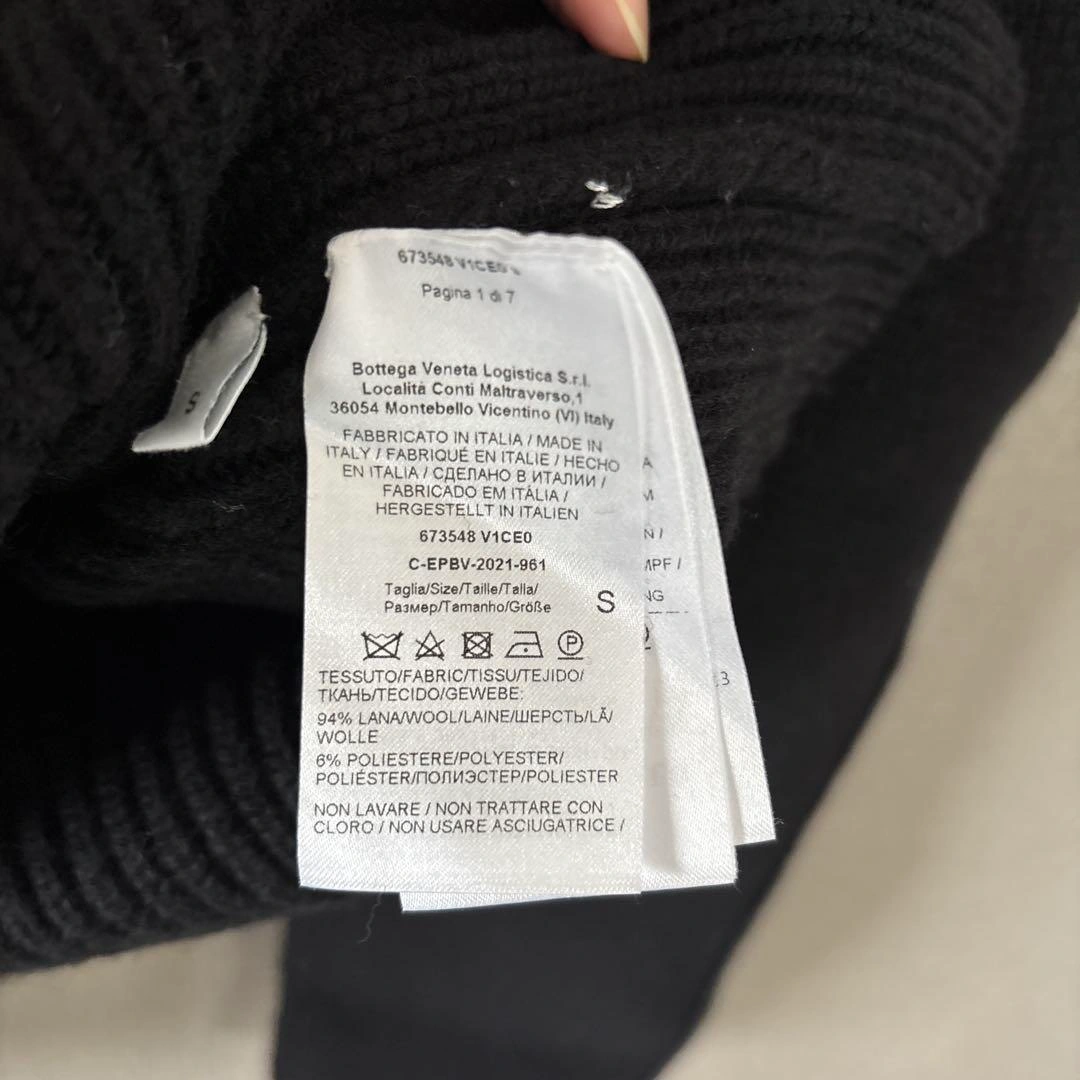 673548 V1CE0 s
Pagina 1 di 7
Bottega Veneta Logistica S.r.l.
Località Conti Maltraverso,1
36054 Montebello Vicentino (VI) Italy
FABBRICATO IN ITALIA / MADE IN
ITALY / FABRIQUÉ EN ITALIE / HECHO
EN ITALIA / СДЕЛАНО В ИТАЛИИ /
FABRICADO EM ITÁLIA /
HERGESTELLT IN ITALIEN
673548 V1CE0
C-EPBV-2021-961
Taglia/Size/Taille/Talla/
Размер/Tamanho/Größe
S
P
TESSUTO/FABRIC/TISSU/TEJIDO/
ТКАНЬ/TECIDO/GEWEBE:
94% LANA/WOOL/LAINE/ШЕРСТЬ/LÃ/
WOLLE
6% POLIESTERE/POLYESTER/
POLIÉSTER/ПОЛИЭСТЕР/POLIESTER
NON LAVARE / NON TRATTARE CON
CLORO / NON USARE ASCIUGATRICE /
S